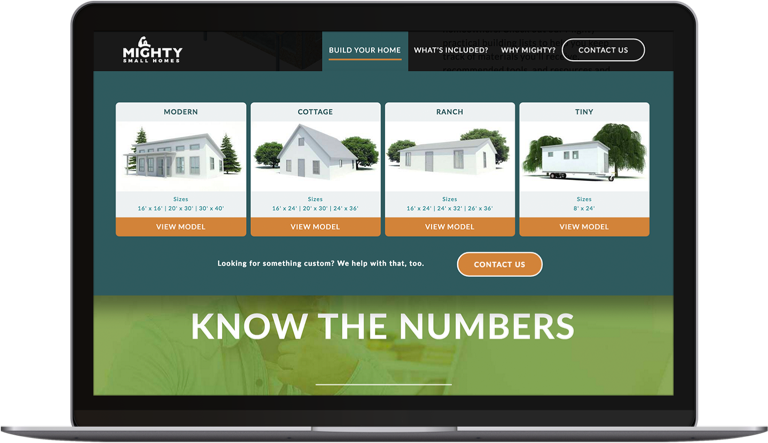 MIGHTY
SMALL HOMES
BUILD YOUR HOME
WHAT'S INCLUDED?
WHY MIGHTY?
CONTACT US
MODERN
Sizes
16' x 16' | 20' x 30' | 30' x 40'
VIEW MODEL
COTTAGE
Sizes
16' x 24' | 20' x 30' | 24' x 36'
VIEW MODEL
RANCH
Sizes
16' x 24' | 24' x 32' | 26' x 36'
VIEW MODEL
TINY
Sizes
8' x 24'
VIEW MODEL
Looking for something custom? We help with that, too.
CONTACT US
KNOW THE NUMBERS